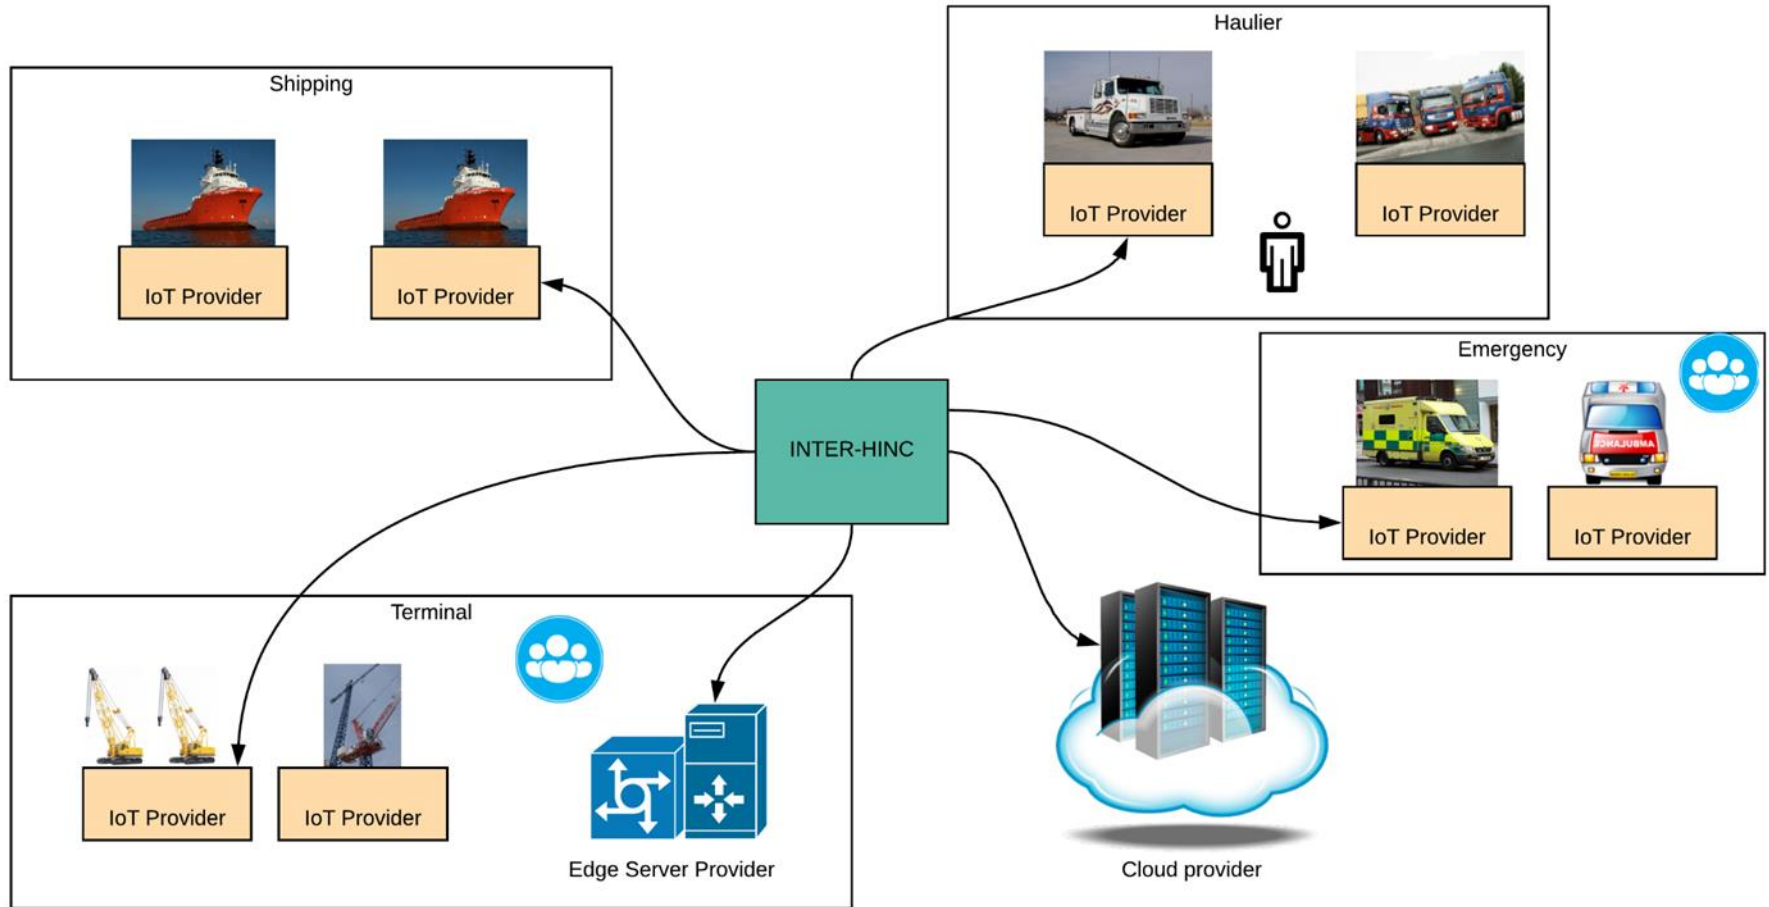 Haulier
Shipping
IoT Provider
IoT Provider
IoT Provider
IoT Provider
Emergency
INTER-HINC
AMBULANCE
IoT Provider
IoT Provider
Terminal
IoT Provider
IoT Provider
Edge Server Provider
Cloud provider